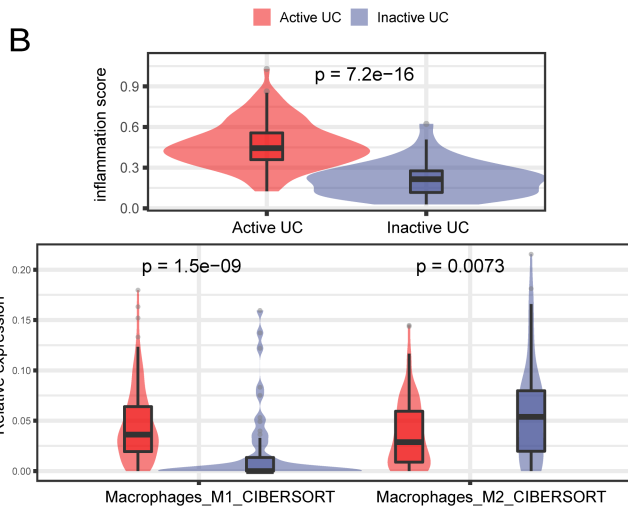 Active UC Inactive UC
B
p = 7.2e−16
inflammation score
0.9
0.6
0.3
0.0
Active UC Inactive UC
p = 1.5e−09 p = 0.0073
Relative expression
0.20
0.15
0.10
0.05
0.00
Macrophages_M1_CIBERSORT Macrophages_M2_CIBERSORT